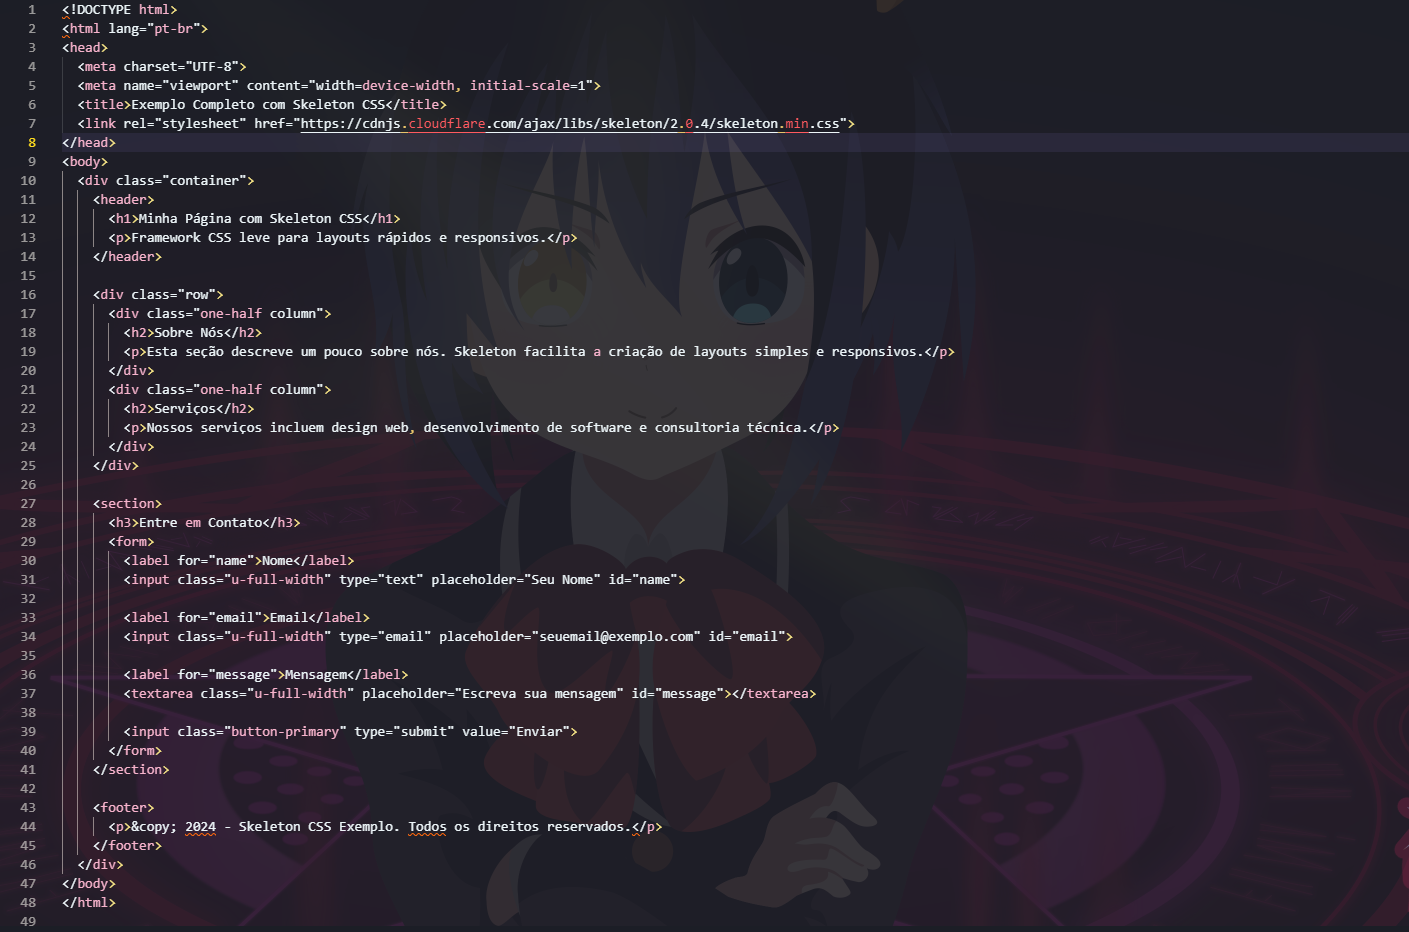 1 <!DOCTYPE html>
2 <html lang="pt-br">
3 <head>
4   <meta charset="UTF-8">
5   <meta name="viewport" content="width=device-width, initial-scale=1">
6   <title>Exemplo Completo com Skeleton CSS</title>
7   <link rel="stylesheet" href="https://cdnjs.cloudflare.com/ajax/libs/skeleton/2.0.4/skeleton.min.css">
8 </head>
9 <body>
10   <div class="container">
11     <header>
12       <h1>Minha Página com Skeleton CSS</h1>
13       <p>Framework CSS leve para layouts rápidos e responsivos.</p>
14     </header>
15
16     <div class="row">
17       <div class="one-half column">
18         <h2>Sobre Nós</h2>
19         <p>Esta seção descreve um pouco sobre nós. Skeleton facilita a criação de layouts simples e responsivos.</p>
20       </div>
21       <div class="one-half column">
22         <h2>Serviços</h2>
23         <p>Nossos serviços incluem design web, desenvolvimento de software e consultoria técnica.</p>
24       </div>
25     </div>
26
27     <section>
28       <h3>Entre em Contato</h3>
29       <form>
30         <label for="name">Nome</label>
31         <input class="u-full-width" type="text" placeholder="Seu Nome" id="name">
32
33         <label for="email">Email</label>
34         <input class="u-full-width" type="email" placeholder="seuemail@exemplo.com" id="email">
35
36         <label for="message">Mensagem</label>
37         <textarea class="u-full-width" placeholder="Escreva sua mensagem" id="message"></textarea>
38
39         <input class="button-primary" type="submit" value="Enviar">
40       </form>
41     </section>
42
43     <footer>
44       <p>&copy; 2024 - Skeleton CSS Exemplo. Todos os direitos reservados.</p>
45     </footer>
46   </div>
47 </body>
48 </html>
49